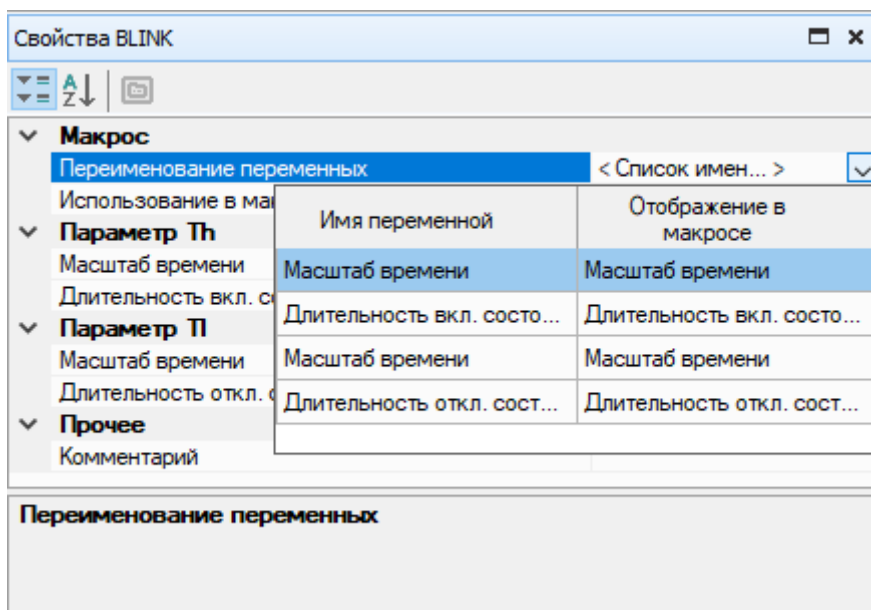 Свойства BLINK
A
Z
Макрос
Переименование переменных < Список имен... >
Использование в ма
Имя переменной Отображение в
макросе
Параметр Th
Масштаб времени Масштаб времени Масштаб времени
Длительность вкл. с Длительность вкл. состо... Длительность вкл. состо...
Параметр Tl
Масштаб времени Масштаб времени Масштаб времени
Длительность откл. Длительность откл. сост... Длительность откл. сост...
Прочее
Комментарий
Переименование переменных